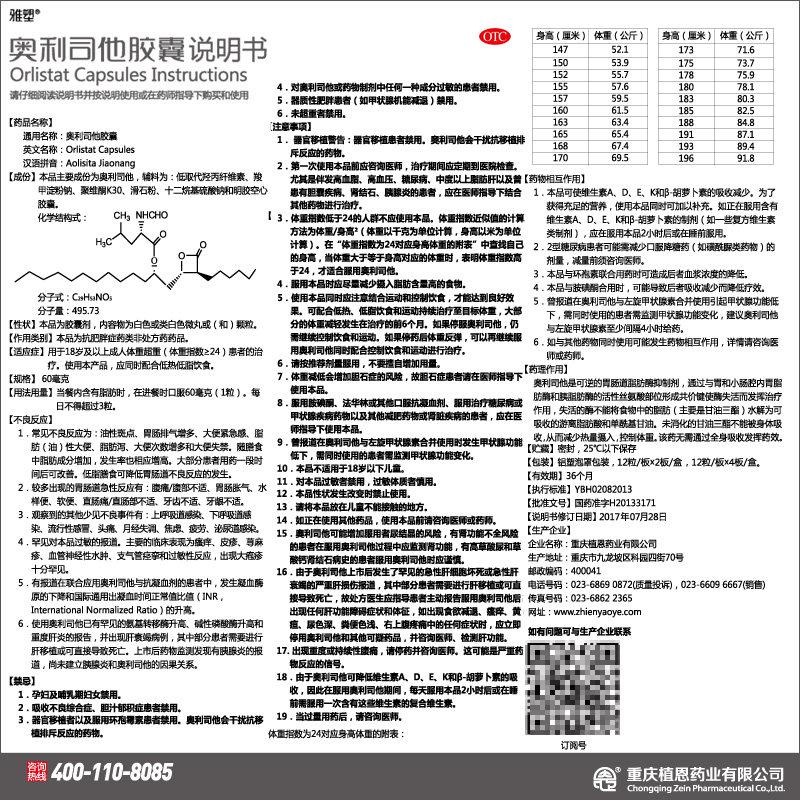 雅塑®
奥利司他胶囊说明书
Orlistat Capsules Instructions
请仔细阅读说明书并按说明使用或在药师指导下购买和使用
【药品名称】
通用名称：奥利司他胶囊
英文名称：Orlistat Capsules
汉语拼音：Aolisita Jiaonang
【成份】本品主要成份为奥利司他，辅料为：低取代羟丙纤维素、羧
甲淀粉钠、聚维酮K30、滑石粉、十二烷基硫酸钠和明胶空心
胶囊。
化学结构式：
CH₃
NHCHO
H₃C
O
O
O
O
分子式：C₂₉H₅₃NO₅
分子量：495.73
【性状】本品为胶囊剂，内容物为白色或类白色微丸或（和）颗粒。
【作用类别】本品为抗肥胖症药类非处方药药品。
【适应症】用于18岁及以上成人体重超重（体重指数≥24）患者的治
疗。使用本产品，应同时配合低热低脂饮食。
【规格】 60毫克
【用法用量】当餐内含有脂肪时，在进餐时口服60毫克（1粒）。每
日不得超过3粒。
【不良反应】
1．常见不良反应为：油性斑点、胃肠排气增多、大便紧急感、脂
肪（油）性大便、脂肪泻、大便次数增多和大便失禁。随膳食
中脂肪成分增加，发生率也相应增高。大部分患者用药一段时
间后可改善。低脂膳食可降低胃肠道不良反应的发生。
2．较多出现的胃肠道急性反应有：腹痛/腹部不适、胃肠胀气、水
样便、软便、直肠痛/直肠部不适、牙齿不适、牙龈不适。
3．观察到的其他少见不良事件有：上呼吸道感染、下呼吸道感
染、流行性感冒、头痛、月经失调、焦虑、疲劳、泌尿道感染。
4．罕见对本品过敏的报道。主要的临床表现为瘙痒、皮疹、荨麻
疹、血管神经性水肿、支气管痉挛和过敏性反应，出现大疱疹
十分罕见。
5．有报道在联合应用奥利司他与抗凝血剂的患者中，发生凝血酶
原的下降和国际通用出凝血时间正常值比值（INR，
International Normalized Ratio）的升高。
6．使用奥利司他已有罕见的氨基转移酶升高、碱性磷酸酶升高和
重度肝炎的报告，并出现肝衰竭病例，其中部分患者需要进行
肝移植或可直接导致死亡。上市后药物监测发现有胰腺炎的报
道，尚未建立胰腺炎和奥利司他的因果关系。
【禁忌】
1．孕妇及哺乳期妇女禁用。
2．吸收不良综合症、胆汁郁积症患者禁用。
3．器官移植者以及服用环孢霉素患者禁用。奥利司他会干扰抗移
植排斥反应的药物。
OTC
4．对奥利司他或药物制剂中任何一种成分过敏的患者禁用。
5．器质性肥胖患者（如甲状腺机能减退）禁用。
6．未超重者禁用。
[注意事项]
1． 器官移植警告：器官移植患者禁用。奥利司他会干扰抗移植排
斥反应的药物。
2．第一次使用本品前应咨询医师，治疗期间应定期到医院检查。
尤其是伴发高血脂、高血压、糖尿病、中度以上脂肪肝以及曾
患有胆囊疾病、肾结石、胰腺炎的患者，应在医师指导下结合
其他药物进行治疗。
3．体重指数低于24的人群不应使用本品。体重指数近似值的计算
方法为体重/身高²（体重以千克为单位计算，身高以米为单位
计算）。在“体重指数为24对应身高体重的附表”中查找自己
的身高，当体重大于等于身高对应的体重时，表明体重指数高
于24，才适合服用奥利司他。
4．服用本品时应尽量减少摄入脂肪含量高的食物。
5．使用本品同时应注意结合运动和控制饮食，才能达到良好效
果。可配合低热、低脂饮食和运动持续治疗至目标体重，大部
分的体重减轻发生在治疗的前6个月。如果停服奥利司他，仍
需继续控制饮食和运动。如果停药后体重反弹，可以再继续服
用奥利司他同时配合控制饮食和运动进行治疗。
6．请按推荐剂量服用，不要擅自增加用量。
7．体重减低会增加胆石症的风险，故胆石症患者请在医师指导下
使用本品。
8．服用胺碘酮、法华林或其他口服抗凝血剂、服用治疗糖尿病或
甲状腺疾病药物以及其他减肥药物或肾脏疾病的患者，应在医
师指导下使用本品。
9．曾报道在奥利司他与左旋甲状腺素合并使用时发生甲状腺功能
低下，需同时使用的患者需监测甲状腺功能变化。
10．本品不适用于18岁以下儿童。
11．对本品过敏者禁用，过敏体质者慎用。
12．本品性状发生改变时禁止使用。
13．请将本品放在儿童不能接触的地方。
14．如正在使用其他药品，使用本品前请咨询医师或药师。
15．奥利司他可能增加服用者尿结晶的风险，有肾功能不全风险
的患者在服用奥利司他过程中应监测肾功能，有高草酸尿和草
酸钙肾结石病史的患者服用奥利司他时应谨慎。
16．由于奥利司他上市后发生了罕见的急性肝细胞坏死或急性肝
衰竭的严重肝损伤报道，其中部分患者需要进行肝移植或可直
接导致死亡，故处方医生应指导患者主动报告服用奥利司他后
出现任何肝功能障碍症状和体征，如出现食欲减退、瘙痒、黄
疸、尿色深、粪便色浅、右上腹疼痛中的任何症状时，应立即
停用奥利司他和其他可疑药品，并咨询医师、检测肝功能。
17．出现重度或持续性腹痛，请停药并咨询医师。这可能是严重药
物反应的信号。
18．由于奥利司他可降低维生素A、D、E、K和β-胡萝卜素的吸
收，因此在服用奥利司他期间，每天服用本品2小时后或在睡
前需服用一次含有这些维生素的复合维生素。
19．当过量用药后，请咨询医师。
体重指数为24对应身高体重的附表：
身高（厘米） 体重（公斤） 身高（厘米） 体重（公斤）
147 52.1 173 71.6
150 53.9 175 73.7
152 55.7 178 75.9
155 57.6 180 78.1
157 59.5 183 80.3
160 61.5 185 82.5
163 63.4 188 84.8
165 65.4 191 87.1
168 67.4 193 89.4
170 69.5 196 91.8
【药物相互作用】
1．本品可使维生素A、D、E、K和β-胡萝卜素的吸收减少。为了
获得充足的营养，使用本品同时可加以补充。如正在服用含有
维生素A、D、E、K和β-胡萝卜素的制剂（如一些复方维生素
类制剂），应在服用本品2小时后或在睡前服用。
2．2型糖尿病患者可能需减少口服降糖药（如磺酰脲类药物）的
剂量，减量前须咨询医师。
3．本品与环孢素联合用药时可造成后者血浆浓度的降低。
4．本品与胺碘酮合用时，可能导致后者吸收减少而降低疗效。
5．曾报道在奥利司他与左旋甲状腺素合并使用引起甲状腺功能低
下，需同时使用的患者需监测甲状腺功能变化，建议奥利司他
与左旋甲状腺素至少间隔4小时给药。
6．如与其他药物同时使用可能发生药物相互作用，详情请咨询医
师或药师。
【药理作用】
奥利司他是可逆的胃肠道脂肪酶抑制剂，通过与胃和小肠腔内胃脂
肪酶和胰脂肪酶的活性丝氨酸部位形成共价键使酶失活而发挥治疗
作用，失活的酶不能将食物中的脂肪（主要是甘油三酯）水解为可
吸收的游离脂肪酸和单酰基甘油。未消化的甘油三酯不能被身体吸
收，从而减少热量摄入，控制体重。该药无需通过全身吸收发挥药效。
【贮藏】密封，25℃以下保存
【包装】铝塑泡罩包装，12粒/板×2板/盒，12粒/板×4板/盒。
【有效期】36个月
【执行标准】YBH02082013
【批准文号】国药准字H20133171
【说明书修订日期】2017年07月28日
【生产企业】
企业名称：重庆植恩药业有限公司
生产地址：重庆市九龙坡区科园四街70号
邮政编码：400041
电话号码：023-6869 0872(质量投诉)，023-6609 6667(销售)
传真号码：023-6862 2365
网址：www.zhienyaoye.com
如有问题可与生产企业联系
订阅号
咨询
热线
400-110-8085
重庆植恩药业有限公司
Chongqing Zein Pharmaceutical Co.,Ltd.